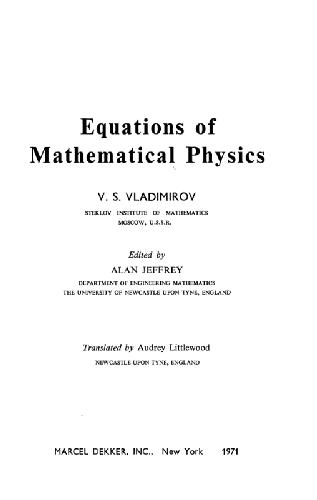 Equations of
Mathematical Physics
V. S. VLADIMIROV
STEKLOV INSTITUTE OF MATHEMATICS
MOSCOW, U.S.S.R.
Edited by
ALAN JEFFREY
DEPARTMENT OF ENGINEERING MATHEMATICS
THE UNIVERSITY OF NEWCASTLE UPON TYNE, ENGLAND
Translated by Audrey Littlewood
NEWCASTLE UPON TYNE, ENGLAND
MARCEL DEKKER, INC., New York 1971